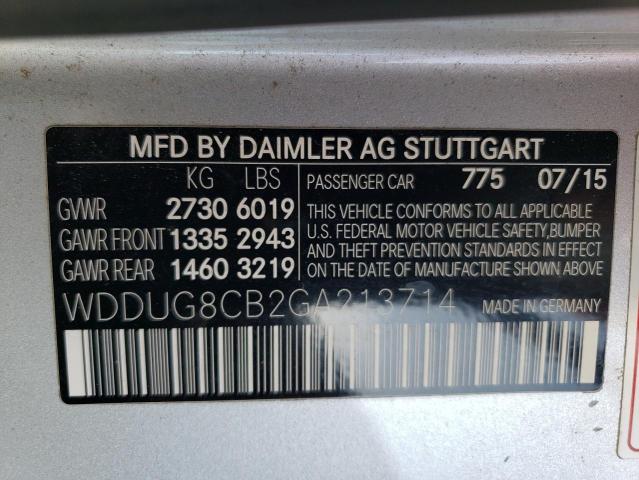 MFD BY DAIMLER AG STUTTGART
KG LBS
GVWR 2730 6019
GAWR FRONT 1335 2943
GAWR REAR 1460 3219
PASSENGER CAR 775 07/15
THIS VEHICLE CONFORMS TO ALL APPLICABLE
U.S. FEDERAL MOTOR VEHICLE SAFETY,BUMPER
AND THEFT PREVENTION STANDARDS IN EFFECT
ON THE DATE OF MANUFACTURE SHOWN ABOVE.
WDDUG8CB2GA213714
MADE IN GERMANY